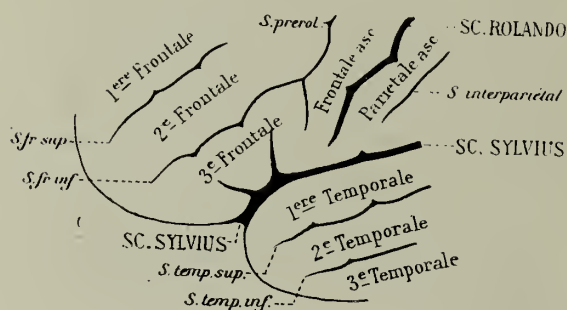 S. prerol.
SC. ROLANDO
1ere Frontale
Frontale asc
Parietale asc
2e Frontale
S interpariétal
S.fr sup
3e Frontale
SC. SYLVIUS
S.fr inf.
1ere Temporale
SC. SYLVIUS
2e Temporale
S. temp. sup.
3e Temporale
S. temp. inf.